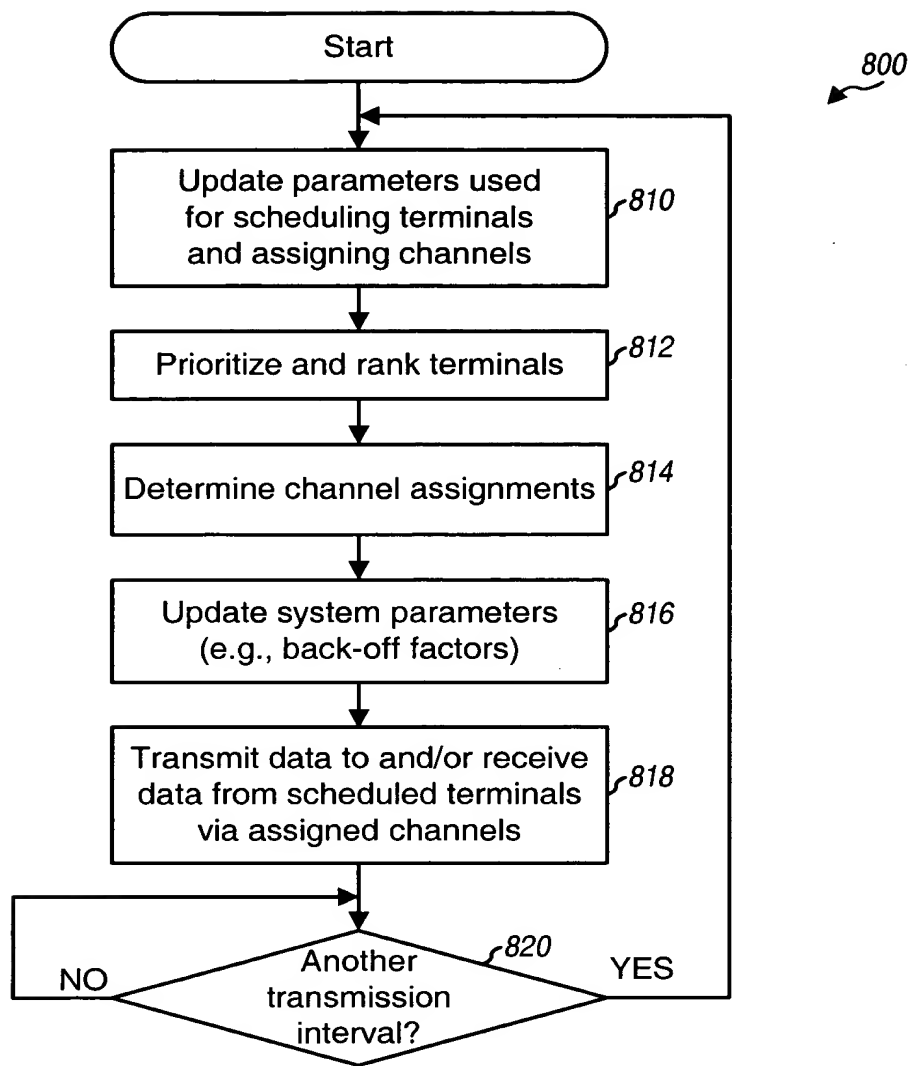 Start
800
Update parameters used
for scheduling terminals
and assigning channels
810
Prioritize and rank terminals
812
Determine channel assignments
814
Update system parameters
(e.g., back-off factors)
816
Transmit data to and/or receive
data from scheduled terminals
via assigned channels
818
820
Another
transmission
interval?
NO
YES